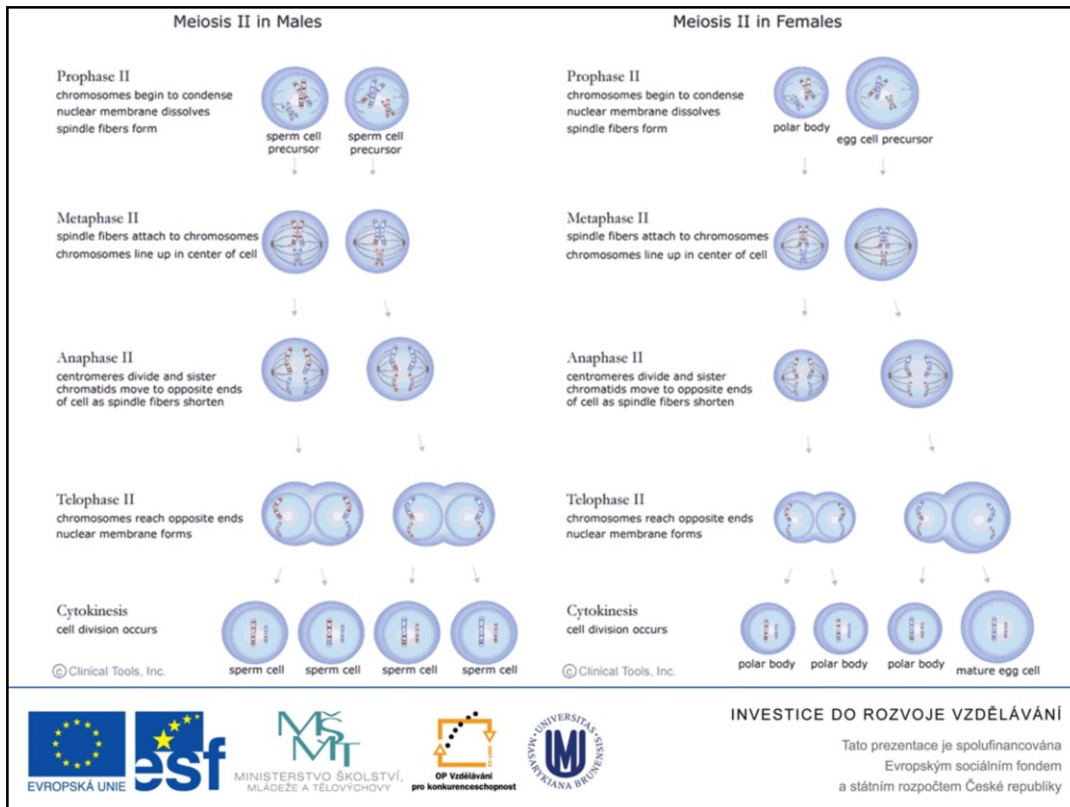 Meiosis II in Males
Prophase II
chromosomes begin to condense
nuclear membrane dissolves
spindle fibers form
sperm cell
precursor
sperm cell
precursor
Metaphase II
spindle fibers attach to chromosomes
chromosomes line up in center of cell
Anaphase II
centromeres divide and sister
chromatids move to opposite ends
of cell as spindle fibers shorten
Telophase II
chromosomes reach opposite ends
nuclear membrane forms
Cytokinesis
cell division occurs
sperm cell
sperm cell
sperm cell
sperm cell
© Clinical Tools, Inc.
Meiosis II in Females
Prophase II
chromosomes begin to condense
nuclear membrane dissolves
spindle fibers form
polar body
egg cell precursor
Metaphase II
spindle fibers attach to chromosomes
chromosomes line up in center of cell
Anaphase II
centromeres divide and sister
chromatids move to opposite ends
of cell as spindle fibers shorten
Telophase II
chromosomes reach opposite ends
nuclear membrane forms
Cytokinesis
cell division occurs
polar body
polar body
polar body
mature egg cell
© Clinical Tools, Inc.
EVROPSKÁ UNIE
esf
MŠMT
MINISTERSTVO ŠKOLSTVÍ,
MLÁDEŽE A TĚLOVÝCHOVY
2007-13
OP Vzdělávání
pro konkurenceschopnost
UNIVERSITAS
MASARYKIANA BRUNENSIS
INVESTICE DO ROZVOJE VZDĚLÁVÁNÍ
Tato prezentace je spolufinancována
Evropským sociálním fondem
a státním rozpočtem České republiky